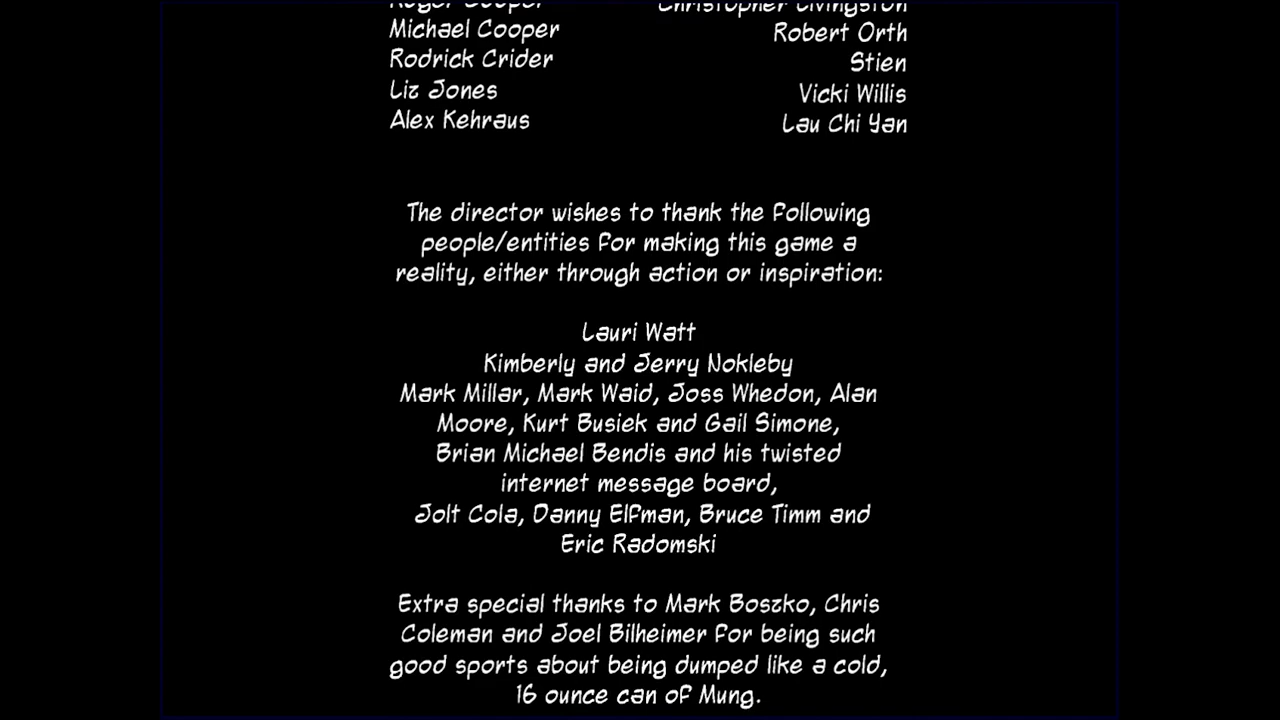 Roger Cooper
Christopher Livingston
Michael Cooper
Robert Orth
Rodrick Crider
Stien
Liz Jones
Vicki Willis
Alex Kehraus
Lau Chi Yan
The director wishes to thank the following
people/entities for making this game a
reality, either through action or inspiration:
Lauri Watt
Kimberly and Jerry Nokleby
Mark Millar, Mark Waid, Joss Whedon, Alan
Moore, Kurt Busiek and Gail Simone,
Brian Michael Bendis and his twisted
internet message board,
Jolt Cola, Danny Elfman, Bruce Timm and
Eric Radomski
Extra special thanks to Mark Boszko, Chris
Coleman and Joel Bilheimer for being such
good sports about being dumped like a cold,
16 ounce can of Mung.